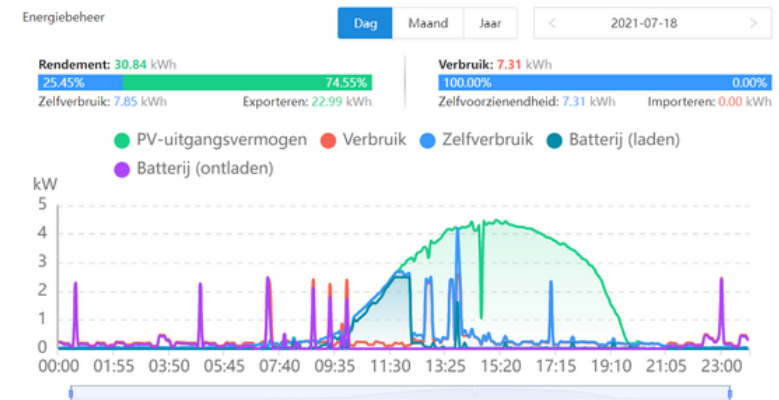 Energiebeheer
Dag Maand Jaar < 2021-07-18 >
Rendement: 30.84 kWh
25.45% 74.55%
Zelfverbruik: 7.85 kWh Exporteren: 22.99 kWh
Verbruik: 7.31 kWh
100.00% 0.00%
Zelfvoorzienendheid: 7.31 kWh Importeren: 0.00 kWh
PV-uitgangsvermogen Verbruik Zelfverbruik Batterij (laden)
Batterij (ontladen)
kW
5
4
3
2
1
0
00:00 01:55 03:50 05:45 07:40 09:35 11:30 13:25 15:20 17:15 19:10 21:05 23:00